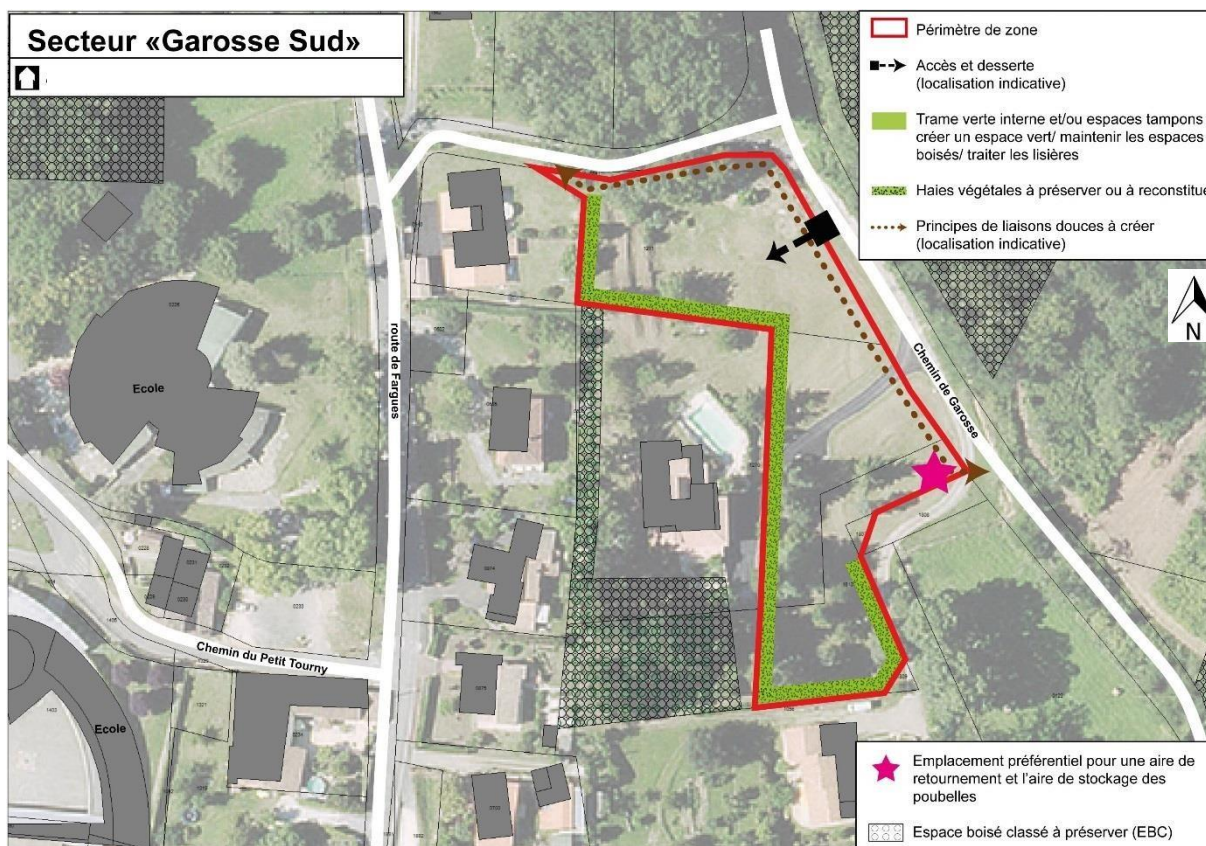 Secteur «Garosse Sud»
Périmètre de zone
Accès et desserte
(localisation indicative)
Trame verte interne et/ou espaces tampons
créer un espace vert/ maintenir les espaces
boisés/ traiter les lisières
Haies végétales à préserver ou à reconstitue
Principes de liaisons douces à créer
(localisation indicative)
N
Ecole
route de Fargues
Chemin de Garosse
Chemin du Petit Tourny
Ecole
Emplacement préférentiel pour une aire de
retournement et l'aire de stockage des
poubelles
Espace boisé classé à préserver (EBC)